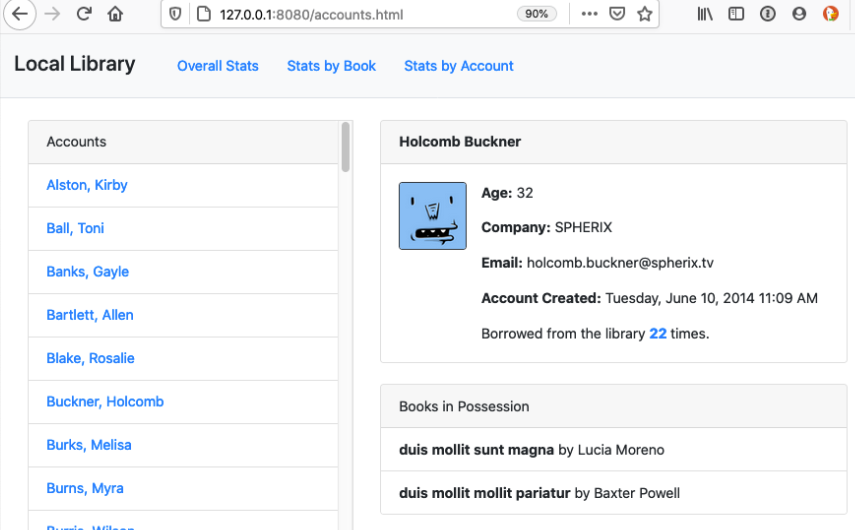 127.0.0.1:8080/accounts.html
90%
Local Library
Overall Stats
Stats by Book
Stats by Account
Accounts
Alston, Kirby
Ball, Toni
Banks, Gayle
Bartlett, Allen
Blake, Rosalie
Buckner, Holcomb
Burks, Melisa
Burns, Myra
Burris, Wilson
Holcomb Buckner
Age: 32
Company: SPHERIX
Email: holcomb.buckner@spherix.tv
Account Created: Tuesday, June 10, 2014 11:09 AM
Borrowed from the library 22 times.
Books in Possession
duis mollit sunt magna by Lucia Moreno
duis mollit mollit pariatur by Baxter Powell